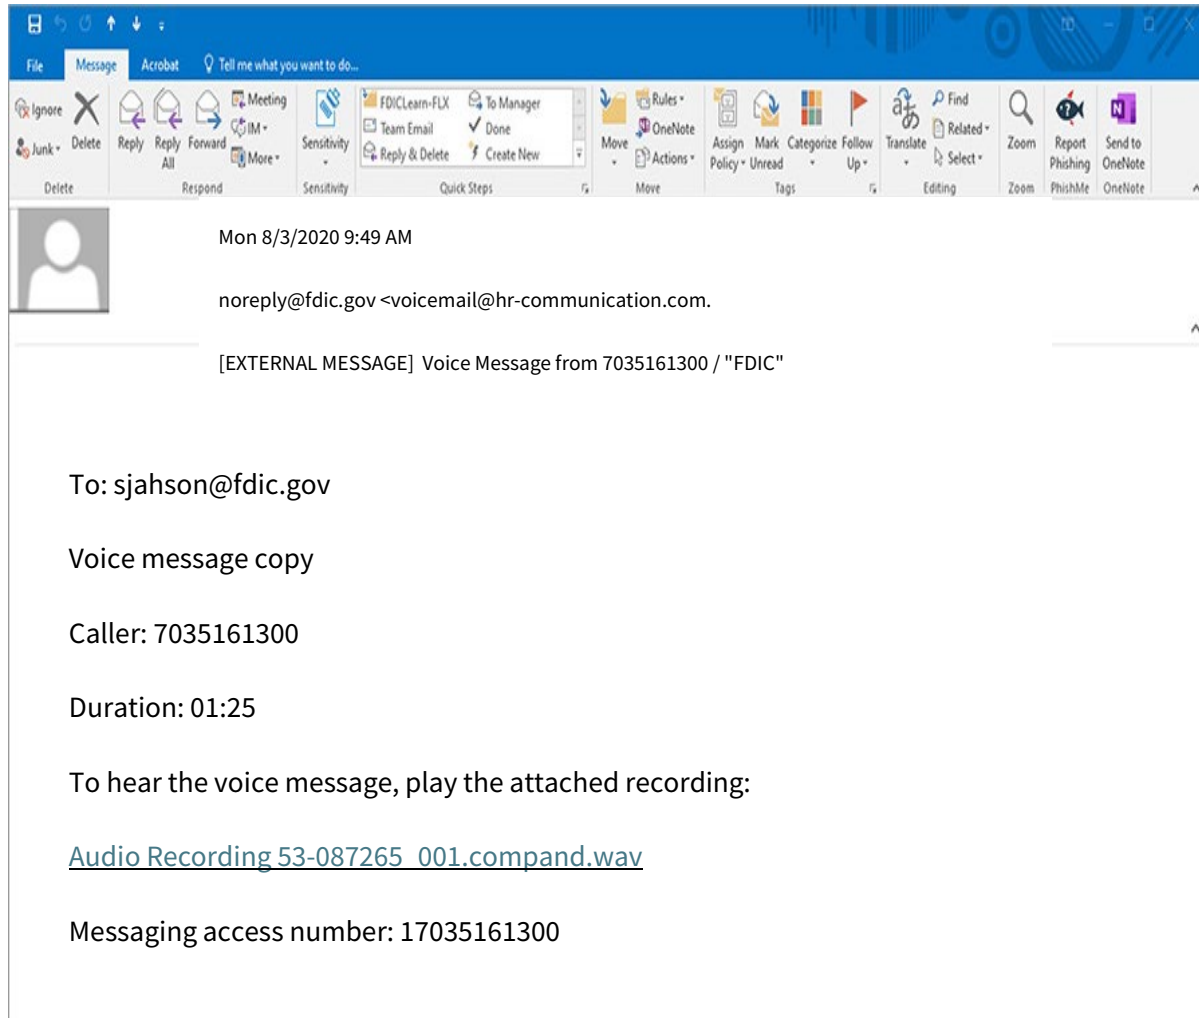 File Message Acrobat Tell me what you want to do...
Ignore
Junk
Delete
Reply
Reply All
Forward
Meeting
IM
More
Sensitivity
FDICLearn-FLX
Team Email
Reply & Delete
To Manager
Done
Create New
Move
Rules
OneNote
Actions
Assign Policy
Mark Unread
Categorize
Follow Up
Translate
Find
Related
Select
Zoom
Report Phishing
Send to OneNote
Delete Respond Sensitivity Quick Steps Move Tags Editing Zoom PhishMe OneNote
Mon 8/3/2020 9:49 AM
noreply@fdic.gov <voicemail@hr-communication.com.
[EXTERNAL MESSAGE] Voice Message from 7035161300 / "FDIC"
To: sjahson@fdic.gov
Voice message copy
Caller: 7035161300
Duration: 01:25
To hear the voice message, play the attached recording:
Audio Recording 53-087265_001.compand.wav
Messaging access number: 17035161300